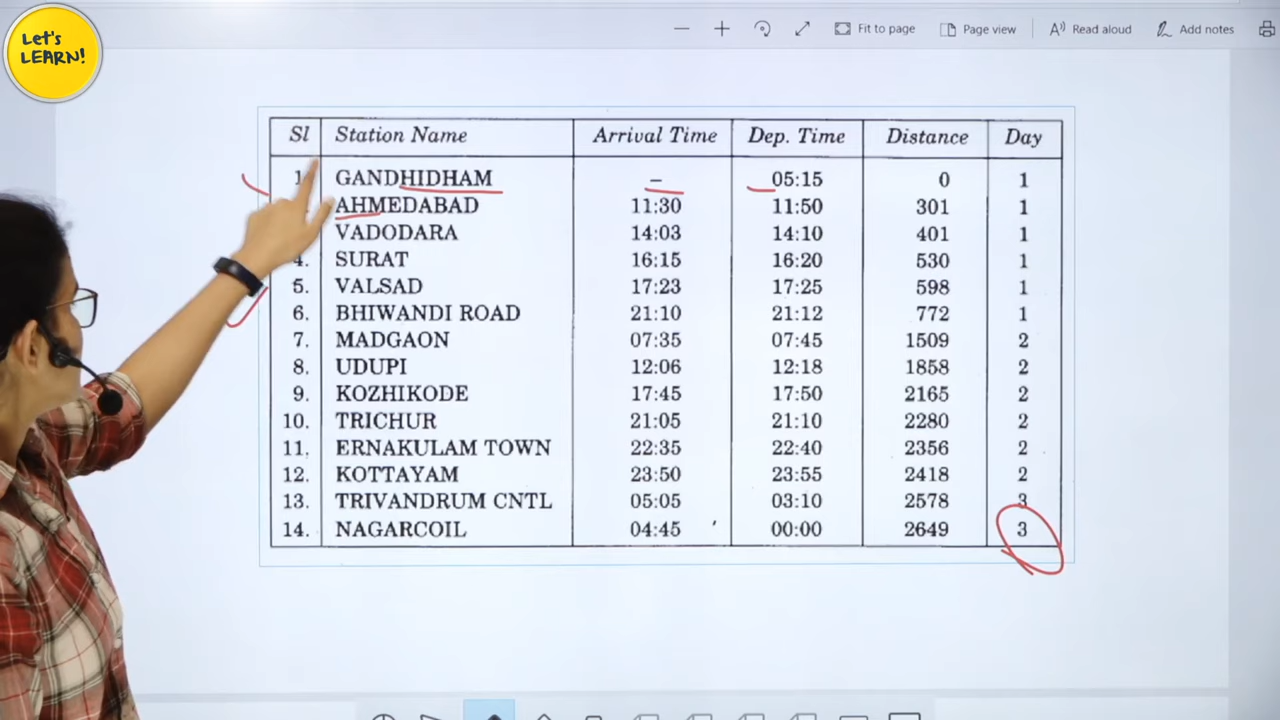 Let's
LEARN!
Fit to page
Page view
Read aloud
Add notes
Sl Station Name Arrival Time Dep. Time Distance Day
1 GANDHIDHAM – 05:15 0 1
AHMEDABAD 11:30 11:50 301 1
VADODARA 14:03 14:10 401 1
4. SURAT 16:15 16:20 530 1
5. VALSAD 17:23 17:25 598 1
6. BHIWANDI ROAD 21:10 21:12 772 1
7. MADGAON 07:35 07:45 1509 2
8. UDUPI 12:06 12:18 1858 2
9. KOZHIKODE 17:45 17:50 2165 2
10. TRICHUR 21:05 21:10 2280 2
11. ERNAKULAM TOWN 22:35 22:40 2356 2
12. KOTTAYAM 23:50 23:55 2418 2
13. TRIVANDRUM CNTL 05:05 03:10 2578 3
14. NAGARCOIL 04:45 00:00 2649 3